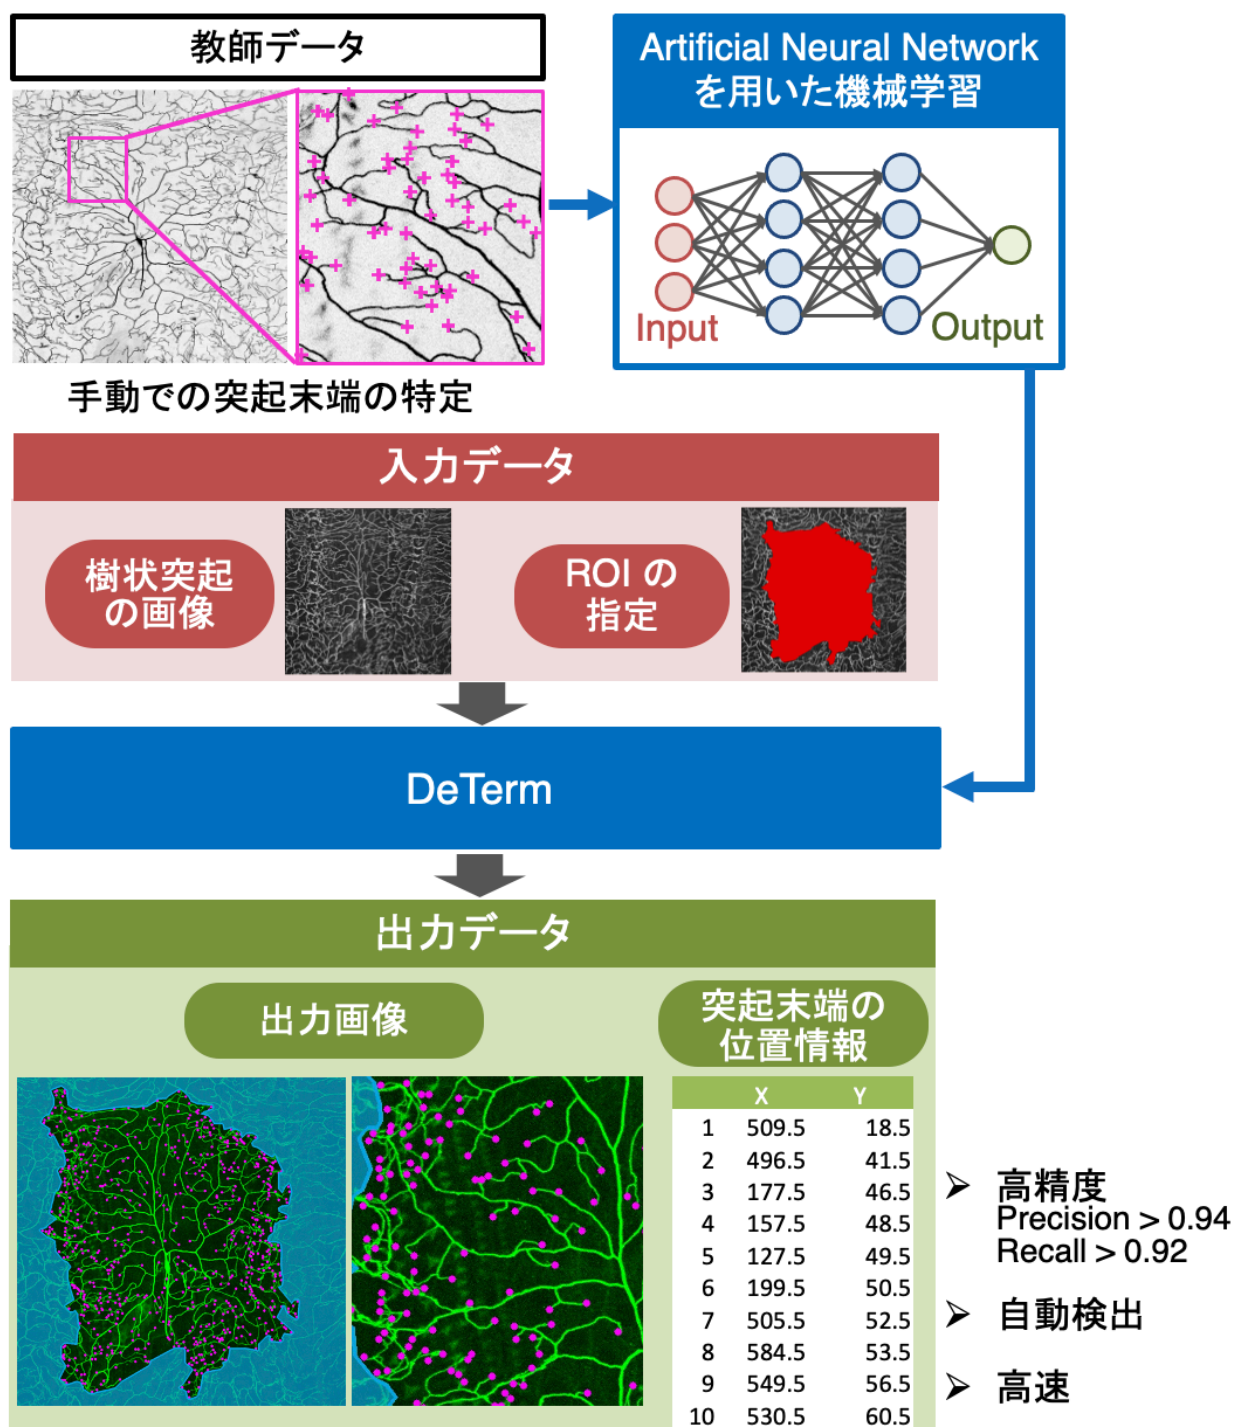 教師データ
手動での突起末端の特定
Artificial Neural Network
を用いた機械学習
Input
Output
入力データ
樹状突起
の画像
ROI の
指定
DeTerm
出力データ
出力画像
突起末端の
位置情報
X Y
1 509.5 18.5
2 496.5 41.5
3 177.5 46.5
4 157.5 48.5
5 127.5 49.5
6 199.5 50.5
7 505.5 52.5
8 584.5 53.5
9 549.5 56.5
10 530.5 60.5
➢ 高精度
Precision > 0.94
Recall > 0.92
➢ 自動検出
➢ 高速